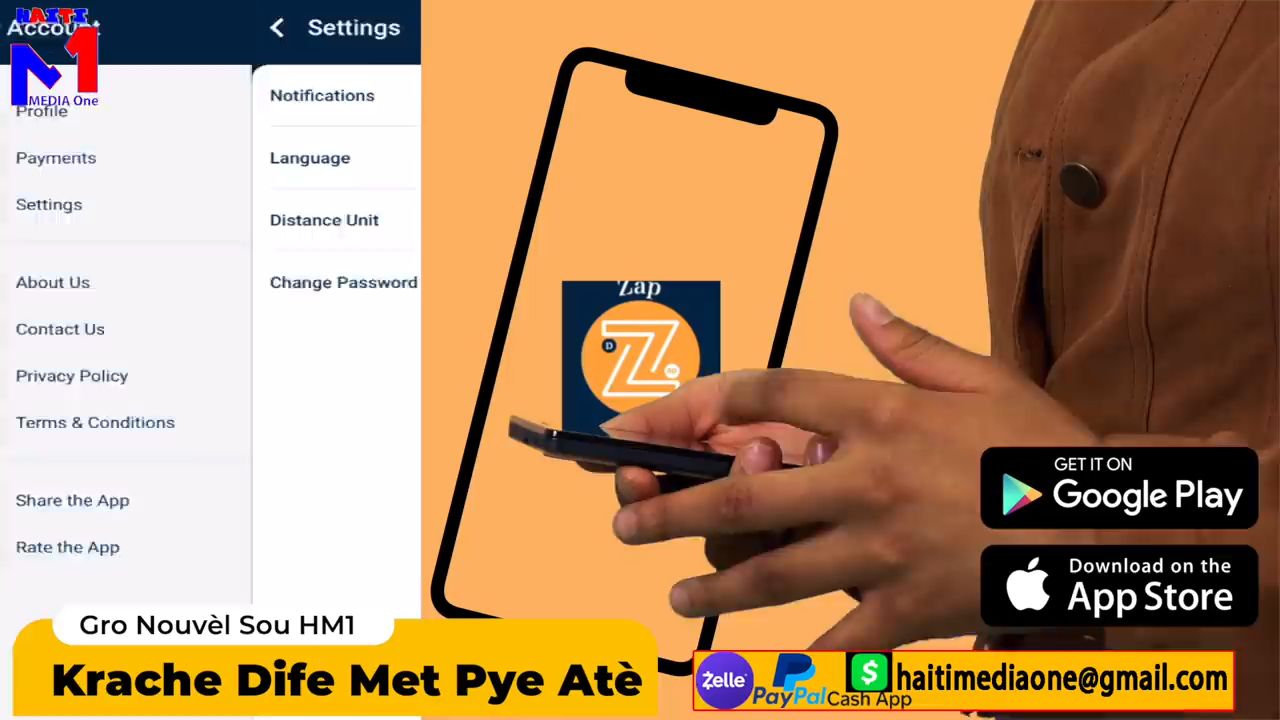 HAITI
M1
MEDIA One
Account
Profile
Payments
Settings
About Us
Contact Us
Privacy Policy
Terms & Conditions
Share the App
Rate the App
Settings
Notifications
Language
Distance Unit
Change Password
Zap
D
Z
GET IT ON
Google Play
Download on the
App Store
Gro Nouvèl Sou HM1
Krache Dife Met Pye Atè
Zelle
PayPal
$
Cash App
haitimediaone@gmail.com